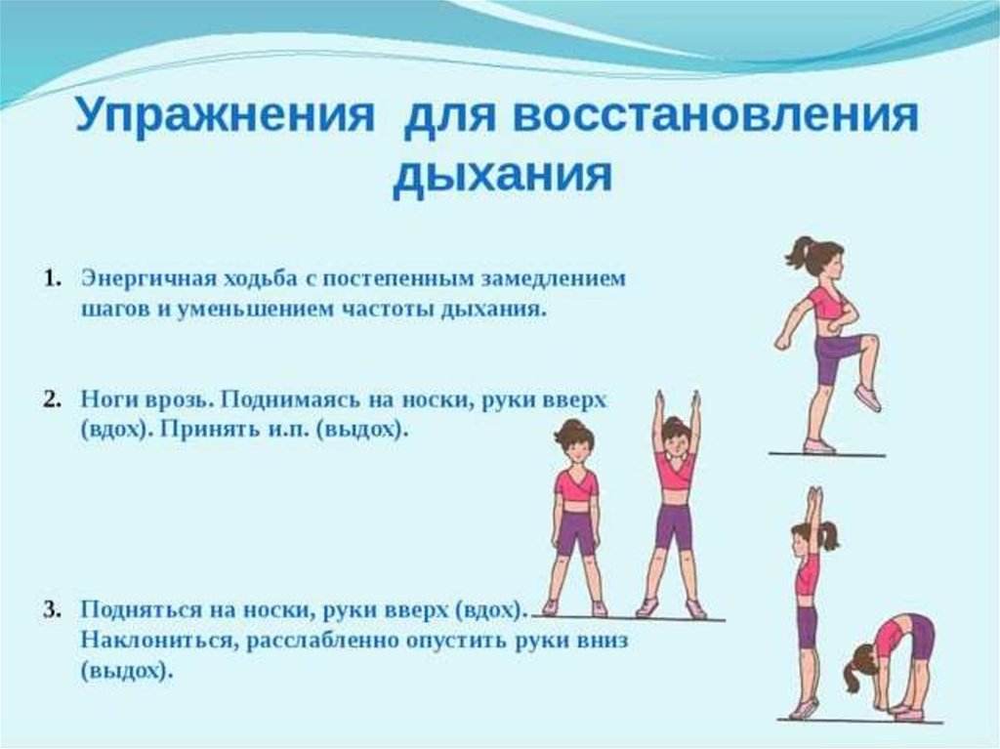 Упражнения для восстановления
дыхания
1. Энергичная ходьба с постепенным замедлением
шагов и уменьшением частоты дыхания.
2. Ноги врозь. Поднимаясь на носки, руки вверх
(вдох). Принять и.п. (выдох).
3. Подняться на носки, руки вверх (вдох).
Наклониться, расслабленно опустить руки вниз
(выдох).